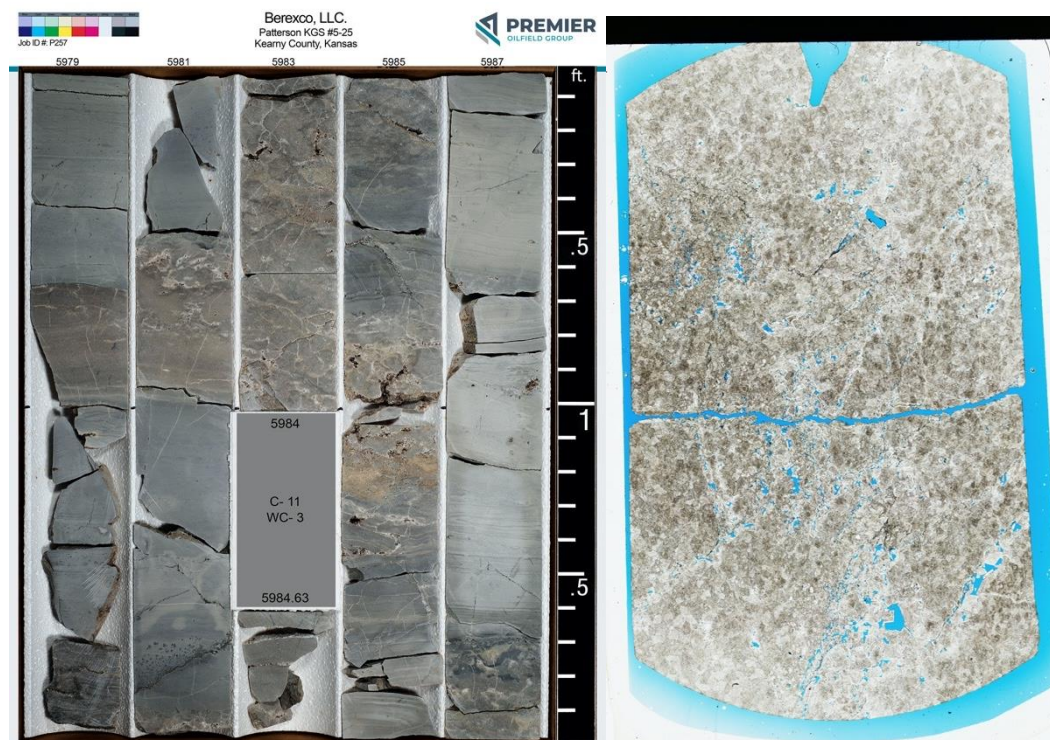 Job ID #: P257
Berexco, LLC.
Patterson KGS #5-25
Kearny County, Kansas
PREMIER
OILFIELD GROUP
5979 5981 5983 5985 5987
ft.
.5
1
5984
C- 11
WC- 3
5984.63
.5